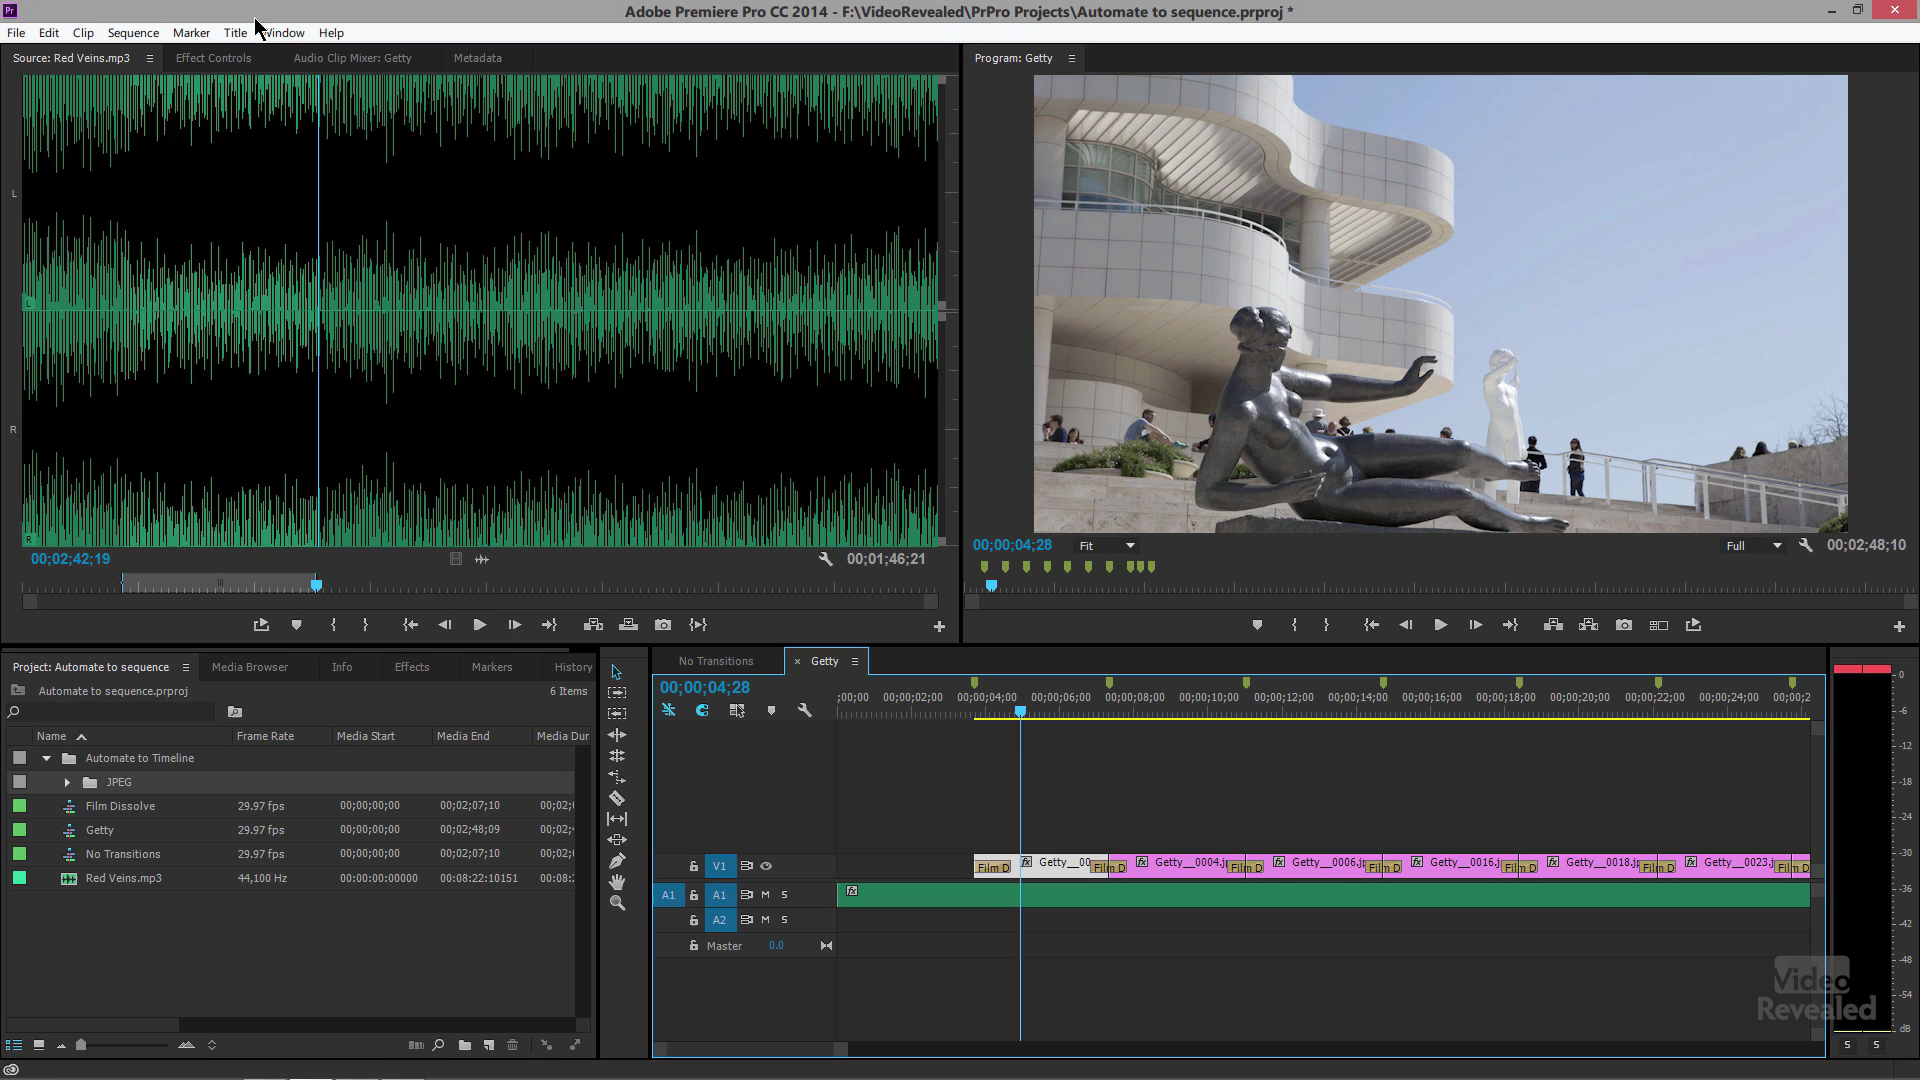 Pr
Adobe Premiere Pro CC 2014 - F:\VideoRevealed\PrPro Projects\Automate to sequence.prproj *
File Edit Clip Sequence Marker Title Window Help
Source: Red Veins.mp3 Effect Controls Audio Clip Mixer: Getty Metadata
Program: Getty
L
L
R
R
00;02;42;19
00;01;46;21
00;00;04;28 Fit Full 00;02;48;10
Project: Automate to sequence Media Browser Info Effects Markers History
Automate to sequence.prproj 6 Items
Name Frame Rate Media Start Media End Media Dur
Automate to Timeline
JPEG
Film Dissolve 29.97 fps 00;00;00;00 00;02;07;10 00;02;
Getty 29.97 fps 00;00;00;00 00;02;48;09 00;02;
No Transitions 29.97 fps 00;00;00;00 00;02;07;10 00;02;
Red Veins.mp3 44,100 Hz 00:00:00:00000 00:08:22:10151 00:08:
No Transitions × Getty
00;00;04;28
;00;00 00;00;02;00 00;00;04;00 00;00;06;00 00;00;08;00 00;00;10;00 00;00;12;00 00;00;14;00 00;00;16;00 00;00;18;00 00;00;20;00 00;00;22;00 00;00;24;00 00;00;2
V1 Film D fx Getty__00 Film D fx Getty__0004.j Film D fx Getty__0006.j Film D fx Getty__0016.j Film D fx Getty__0018.j Film D fx Getty__0023.j Film D
A1 A1 M S fx
A2 M S
Master 0.0
0
-6
-12
-18
-24
-30
-36
-42
-48
-54
dB
S S
Video
Revealed